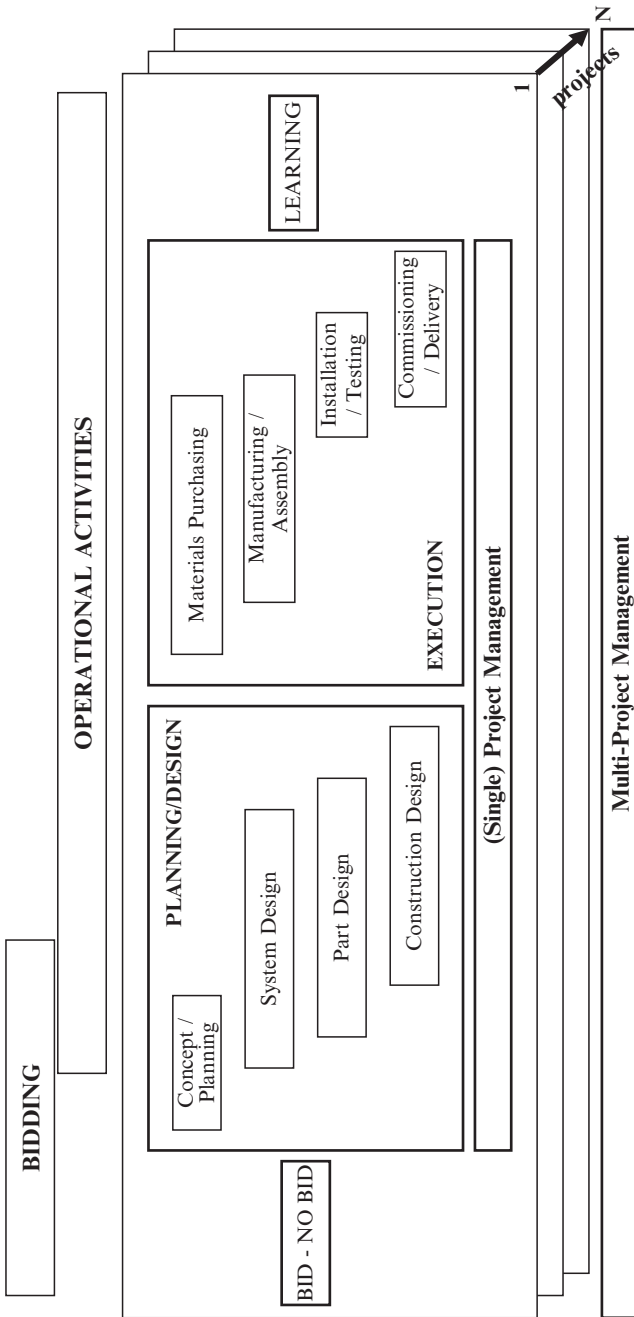 BIDDING
OPERATIONAL ACTIVITIES
BID - NO BID
PLANNING/DESIGN
Concept /
Planning
System Design
Part Design
Construction Design
Materials Purchasing
Manufacturing /
Assembly
Installation
/ Testing
Commissioning
/ Delivery
EXECUTION
LEARNING
(Single) Project Management
1
projects
N
Multi-Project Management